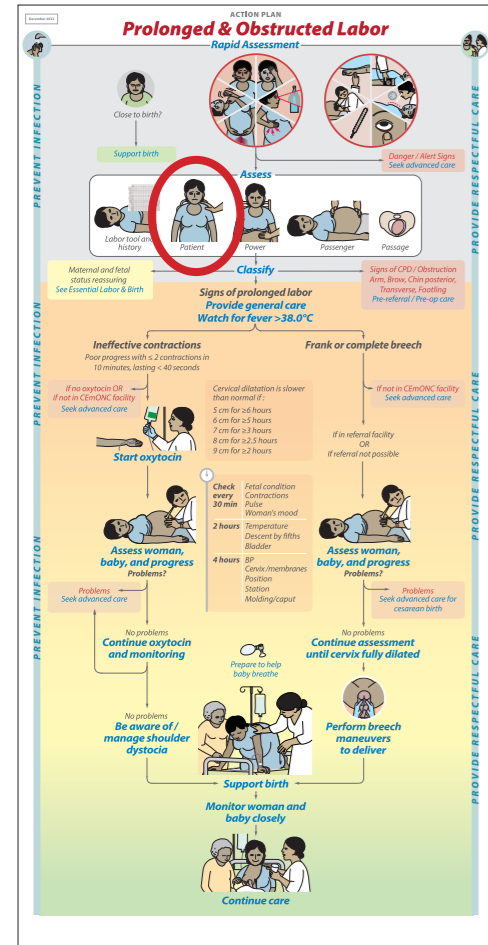 December 2022
ACTION PLAN
Prolonged & Obstructed Labor
Rapid Assessment
PREVENT INFECTION
PROVIDE RESPECTFUL CARE
Close to birth?
Support birth
Danger / Alert Signs
Seek advanced care
Assess
Labor tool and
history
Patient
Power
Passenger
Passage
Maternal and fetal
status reassuring
See Essential Labor & Birth
Classify
Signs of CPD / Obstruction
Arm, Brow, Chin posterior,
Transverse, Footling
Pre-referral / Pre-op care
Signs of prolonged labor
Provide general care
Watch for fever >38.0°C
Ineffective contractions
Poor progress with ≤ 2 contractions in
10 minutes, lasting < 40 seconds
Frank or complete breech
If no oxytocin OR
if not in CEmONC facility
Seek advanced care
Cervical dilatation is slower
than normal if :
5 cm for ≥6 hours
6 cm for ≥5 hours
7 cm for ≥3 hours
8 cm for ≥2.5 hours
9 cm for ≥2 hours
If not in CEmONC facility
Seek advanced care
Start oxytocin
If in referral facility
OR
If referral not possible
PROVIDE RESPECTFUL CARE
Check
every
30 min
Fetal condition
Contractions
Pulse
Woman's mood
2 hours
Temperature
Descent by fifths
Bladder
4 hours
BP
Cervix/membranes
Position
Station
Molding/caput
PREVENT INFECTION
Assess woman,
baby, and progress
Problems?
Assess woman,
baby, and progress
Problems?
Problems
Seek advanced care
Problems
Seek advanced care for
cesarean birth
No problems
Continue oxytocin
and monitoring
No problems
Continue assessment
until cervix fully dilated
Prepare to help
baby breathe
PROVIDE RESPECTFUL CARE
No problems
Be aware of /
manage shoulder
dystocia
Perform breech
maneuvers
to deliver
Support birth
Monitor woman and
baby closely
Continue care